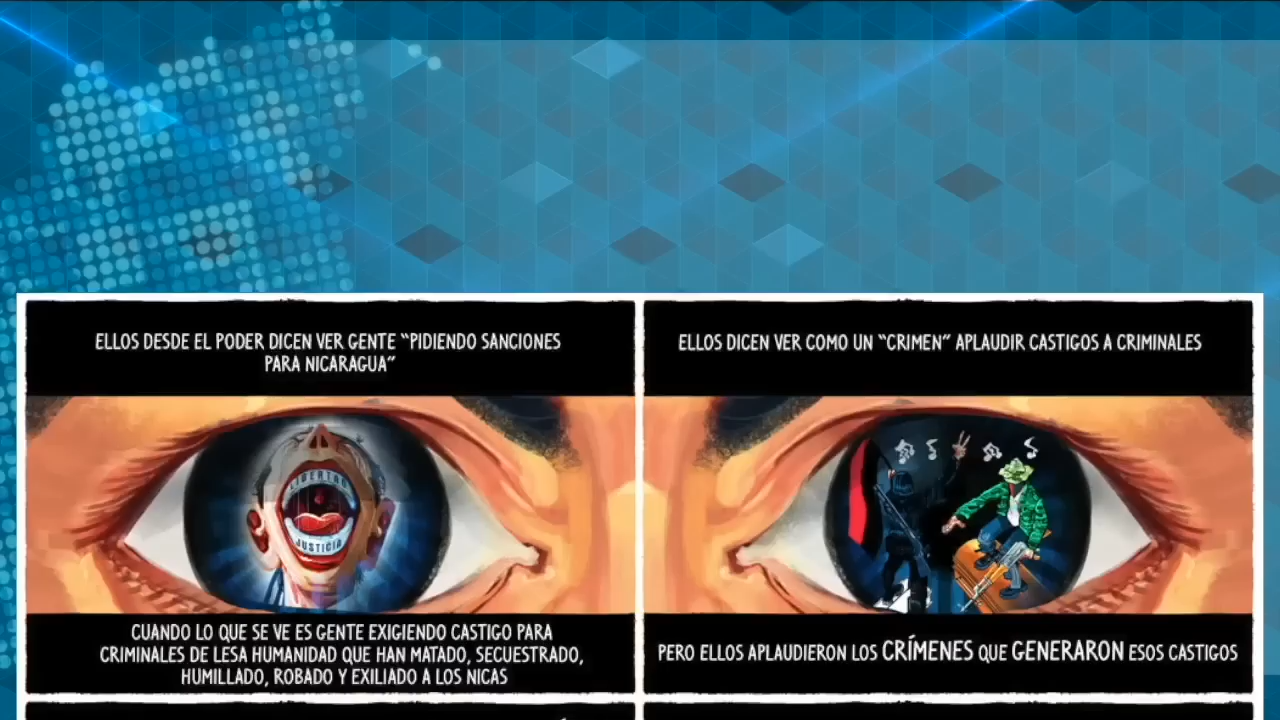 ELLOS DESDE EL PODER DICEN VER GENTE "PIDIENDO SANCIONES
PARA NICARAGUA"
LIBERTAD
JUSTICIA
CUANDO LO QUE SE VE ES GENTE EXIGIENDO CASTIGO PARA
CRIMINALES DE LESA HUMANIDAD QUE HAN MATADO, SECUESTRADO,
HUMILLADO, ROBADO Y EXILIADO A LOS NICAS
ELLOS DICEN VER COMO UN "CRIMEN" APLAUDIR CASTIGOS A CRIMINALES
PERO ELLOS APLAUDIERON LOS CRÍMENES QUE GENERARON ESOS CASTIGOS